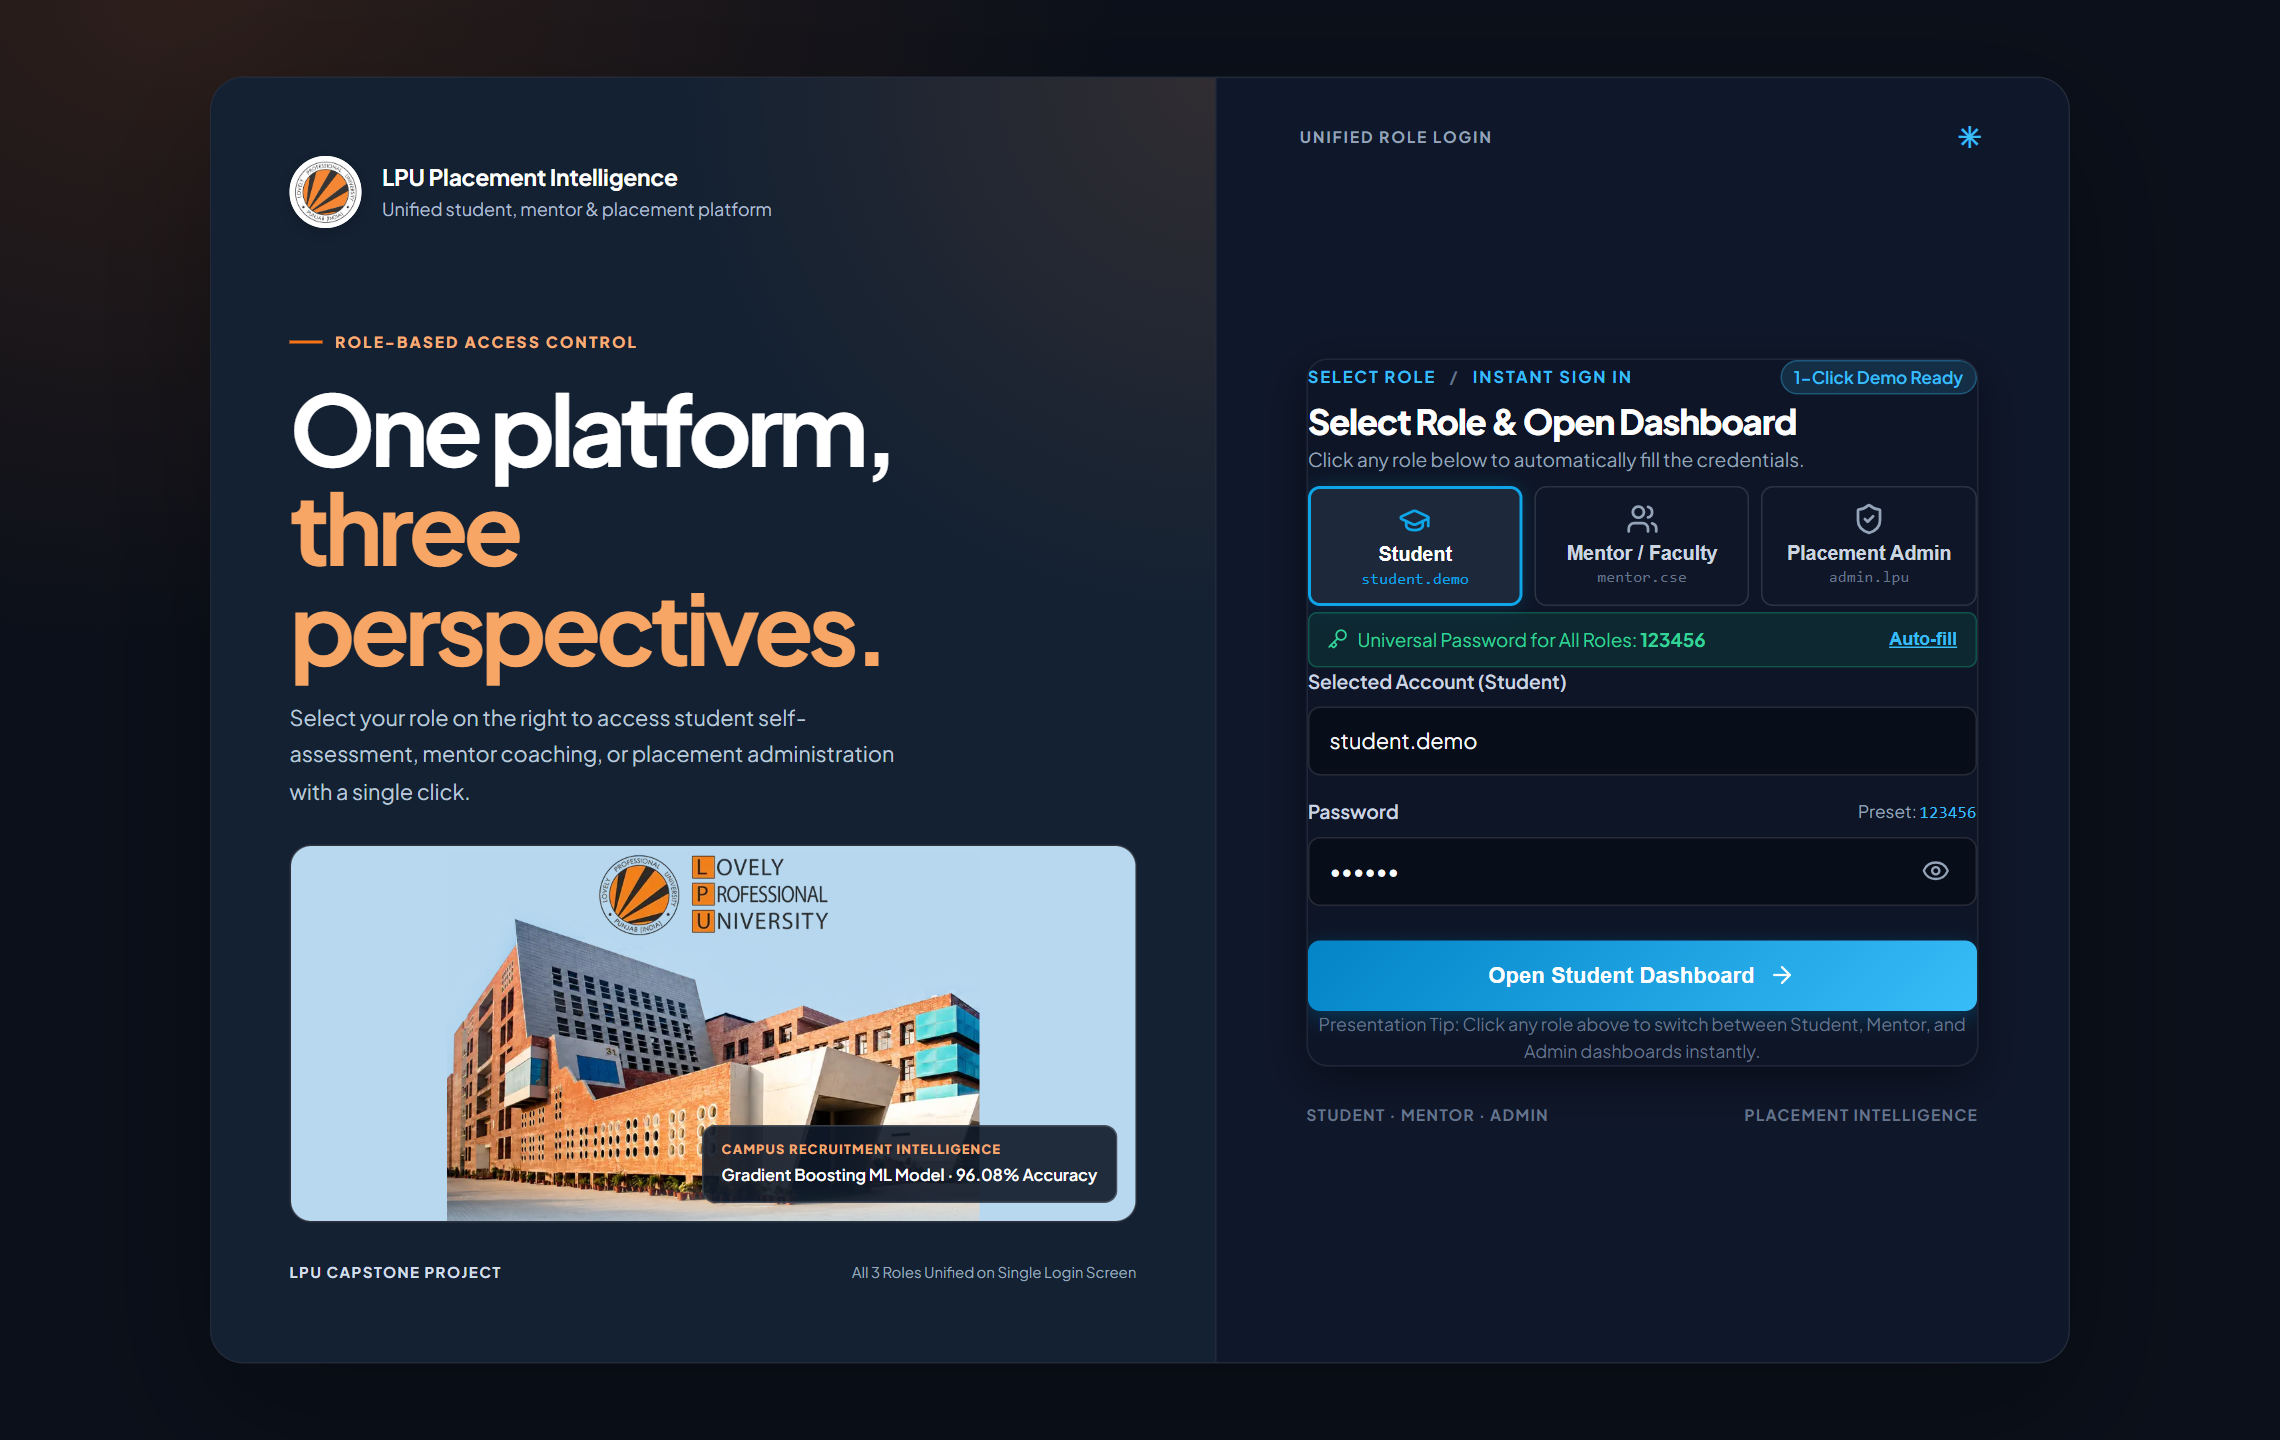 LPU Placement Intelligence
Unified student, mentor & placement platform
ROLE-BASED ACCESS CONTROL
One platform,
three
perspectives.
Select your role on the right to access student self-
assessment, mentor coaching, or placement administration
with a single click.
LOVELY
PROFESSIONAL
UNIVERSITY
CAMPUS RECRUITMENT INTELLIGENCE
Gradient Boosting ML Model · 96.08% Accuracy
LPU CAPSTONE PROJECT
All 3 Roles Unified on Single Login Screen
UNIFIED ROLE LOGIN
SELECT ROLE / INSTANT SIGN IN
1-Click Demo Ready
Select Role & Open Dashboard
Click any role below to automatically fill the credentials.
Student
student.demo
Mentor / Faculty
mentor.cse
Placement Admin
admin.lpu
Universal Password for All Roles: 123456
Auto-fill
Selected Account (Student)
student.demo
Password
Preset: 123456
••••••
Open Student Dashboard →
Presentation Tip: Click any role above to switch between Student, Mentor, and
Admin dashboards instantly.
STUDENT · MENTOR · ADMIN
PLACEMENT INTELLIGENCE